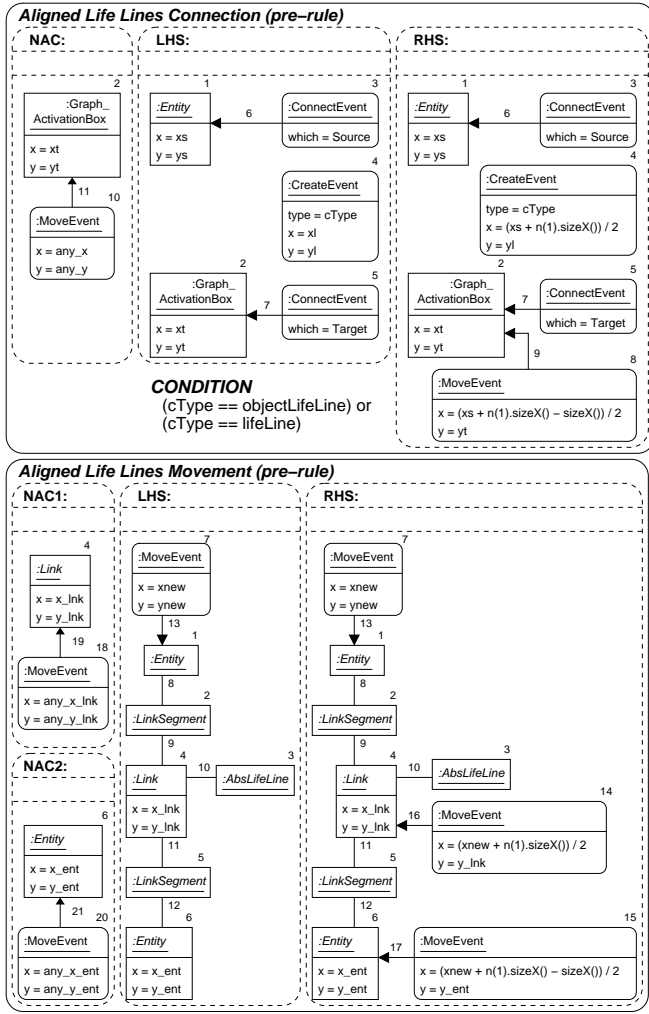 Aligned Life Lines Connection (pre–rule)
NAC:
2
:Graph_
ActivationBox
x = xt
y = yt
11
10
:MoveEvent
x = any_x
y = any_y
LHS:
1
:Entity
x = xs
y = ys
6
3
:ConnectEvent
which = Source
4
:CreateEvent
type = cType
x = xl
y = yl
2
:Graph_
ActivationBox
x = xt
y = yt
7
5
:ConnectEvent
which = Target
CONDITION
(cType == objectLifeLine) or
(cType == lifeLine)
RHS:
1
:Entity
x = xs
y = ys
6
3
:ConnectEvent
which = Source
4
:CreateEvent
type = cType
x = (xs + n(1).sizeX()) / 2
y = yl
2
:Graph_
ActivationBox
x = xt
y = yt
7
5
:ConnectEvent
which = Target
9
8
:MoveEvent
x = (xs + n(1).sizeX() – sizeX()) / 2
y = yt
Aligned Life Lines Movement (pre–rule)
NAC1:
4
:Link
x = x_lnk
y = y_lnk
19
18
:MoveEvent
x = any_x_lnk
y = any_y_lnk
NAC2:
6
:Entity
x = x_ent
y = y_ent
21
20
:MoveEvent
x = any_x_ent
y = any_y_ent
LHS:
7
:MoveEvent
x = xnew
y = ynew
13
1
:Entity
8
2
:LinkSegment
9
4
:Link
x = x_lnk
y = y_lnk
10
3
:AbsLifeLine
11
5
:LinkSegment
12
6
:Entity
x = x_ent
y = y_ent
RHS:
7
:MoveEvent
x = xnew
y = ynew
13
1
:Entity
8
2
:LinkSegment
9
4
:Link
x = x_lnk
y = y_lnk
10
3
:AbsLifeLine
16
14
:MoveEvent
x = (xnew + n(1).sizeX()) / 2
y = y_lnk
11
5
:LinkSegment
12
6
:Entity
x = x_ent
y = y_ent
17
15
:MoveEvent
x = (xnew + n(1).sizeX() – sizeX()) / 2
y = y_ent